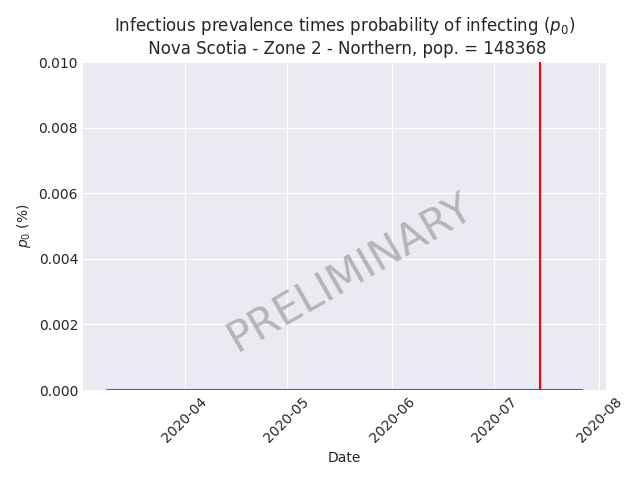 Infectious prevalence times probability of infecting (p₀)
Nova Scotia - Zone 2 - Northern, pop. = 148368
0.010
0.008
0.006
0.004
0.002
0.000
p₀ (%)
PRELIMINARY
2020-04
2020-05
2020-06
2020-07
2020-08
Date